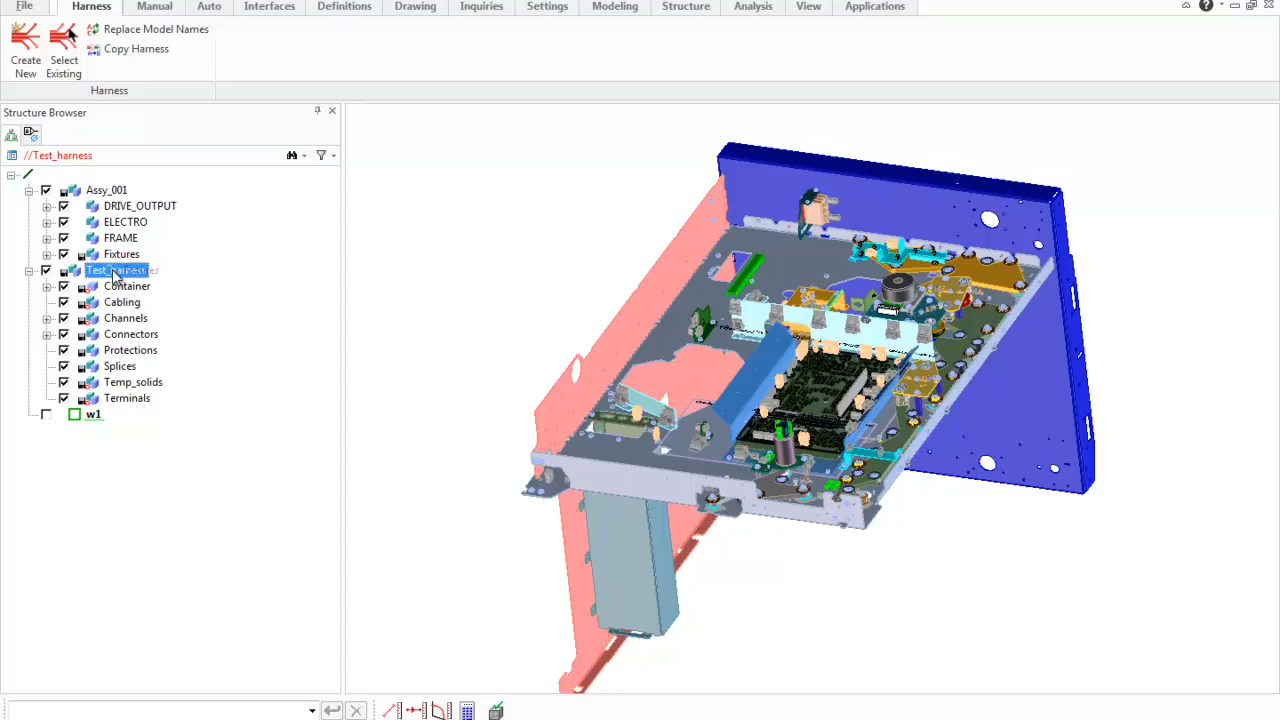 File Harness Manual Auto Interfaces Definitions Drawing Inquiries Settings Modeling Structure Analysis View Applications
Create New
Select Existing
Replace Model Names
Copy Harness
Harness
Structure Browser
//Test_harness
Assy_001
DRIVE_OUTPUT
ELECTRO
FRAME
Fixtures
Test_harness
Container
Cabling
Channels
Connectors
Protections
Splices
Temp_solids
Terminals
w1